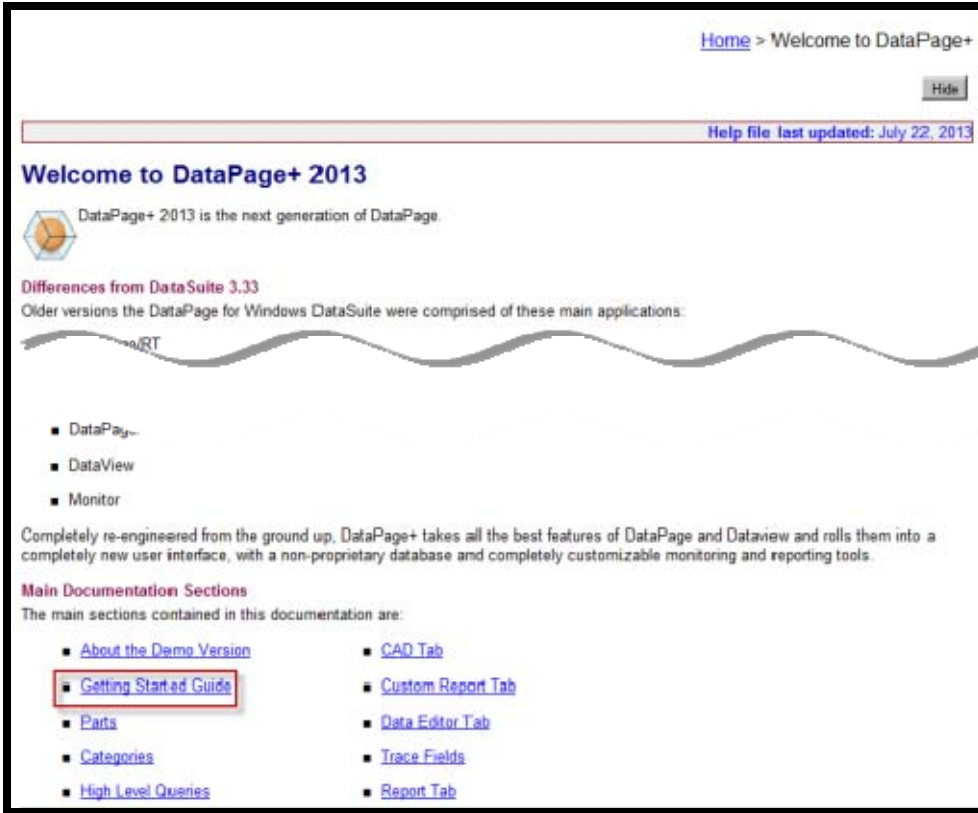 Home > Welcome to DataPage+
Hide
Help file last updated: July 22, 2013
Welcome to DataPage+ 2013
DataPage+ 2013 is the next generation of DataPage.
Differences from DataSuite 3.33
Older versions the DataPage for Windows DataSuite were comprised of these main applications:
▪ DataView
▪ Monitor
Completely re-engineered from the ground up, DataPage+ takes all the best features of DataPage and Dataview and rolls them into a
completely new user interface, with a non-proprietary database and completely customizable monitoring and reporting tools.
Main Documentation Sections
The main sections contained in this documentation are:
▪ About the Demo Version
▪ Getting Started Guide
▪ Parts
▪ Categories
▪ High Level Queries
▪ CAD Tab
▪ Custom Report Tab
▪ Data Editor Tab
▪ Trace Fields
▪ Report Tab